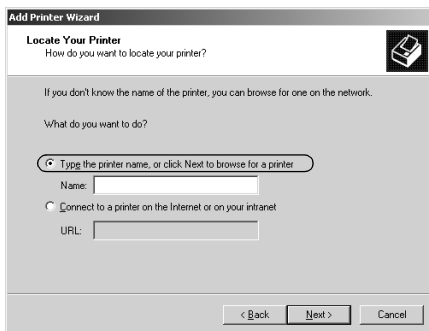 Add Printer Wizard
Locate Your Printer
How do you want to locate your printer?
If you don't know the name of the printer, you can browse for one on the network.
What do you want to do?
Type the printer name, or click Next to browse for a printer
Name:
Connect to a printer on the Internet or on your intranet
URL:
< Back
Next >
Cancel